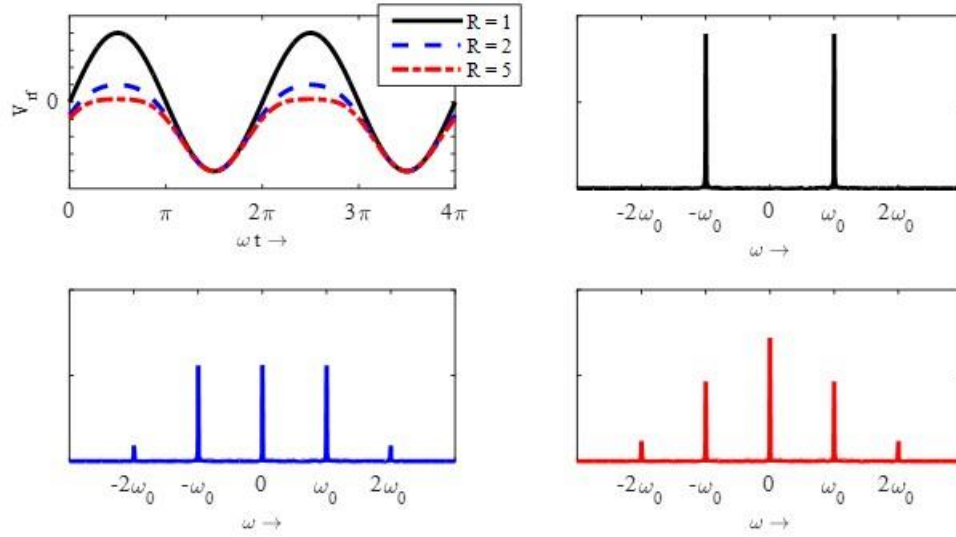 R = 1
R = 2
R = 5
V_rf
0
0 π 2π 3π 4π
ω t →
-2ω_0 -ω_0 0 ω_0 2ω_0
ω →
-2ω_0 -ω_0 0 ω_0 2ω_0
ω →
-2ω_0 -ω_0 0 ω_0 2ω_0
ω →